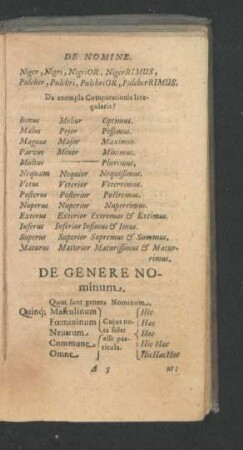 DE NOMINE.
Niger, Nigri, NigriOR, NigerRIMUS,
Pulcher, Pulchri, PulchriOR, PulcherRIMUS.
Da exempla Comparationis Irre-
gularis?
Bonus Melior Optimus.
Malus Pejor Pessimus.
Magnus Major Maximus.
Parvus Minor Minimus.
Multus Plurimus.
Nequam Nequior Nequissimus.
Vetus Veterior Veterrimus.
Posterus Posterior Postremus.
Nuperus Nuperior Nuperrimus.
Exterus Exterior Extremus & Extimus.
Inferus Inferior Infimus & Imus.
Superus Superior Supremus & Summus.
Maturus Maturior Maturissimus & Matur-
rimus.
DE GENERE NO-
minum.
Quot sunt genera Nominum.
Quinq; Masculinum Hic
Fœmininum Cujus no- Hæc
Neutrum ta solet Hoc
Commune esse par- Hic Hæc
Omne ticula. Hic Hæc Hoc
A 5